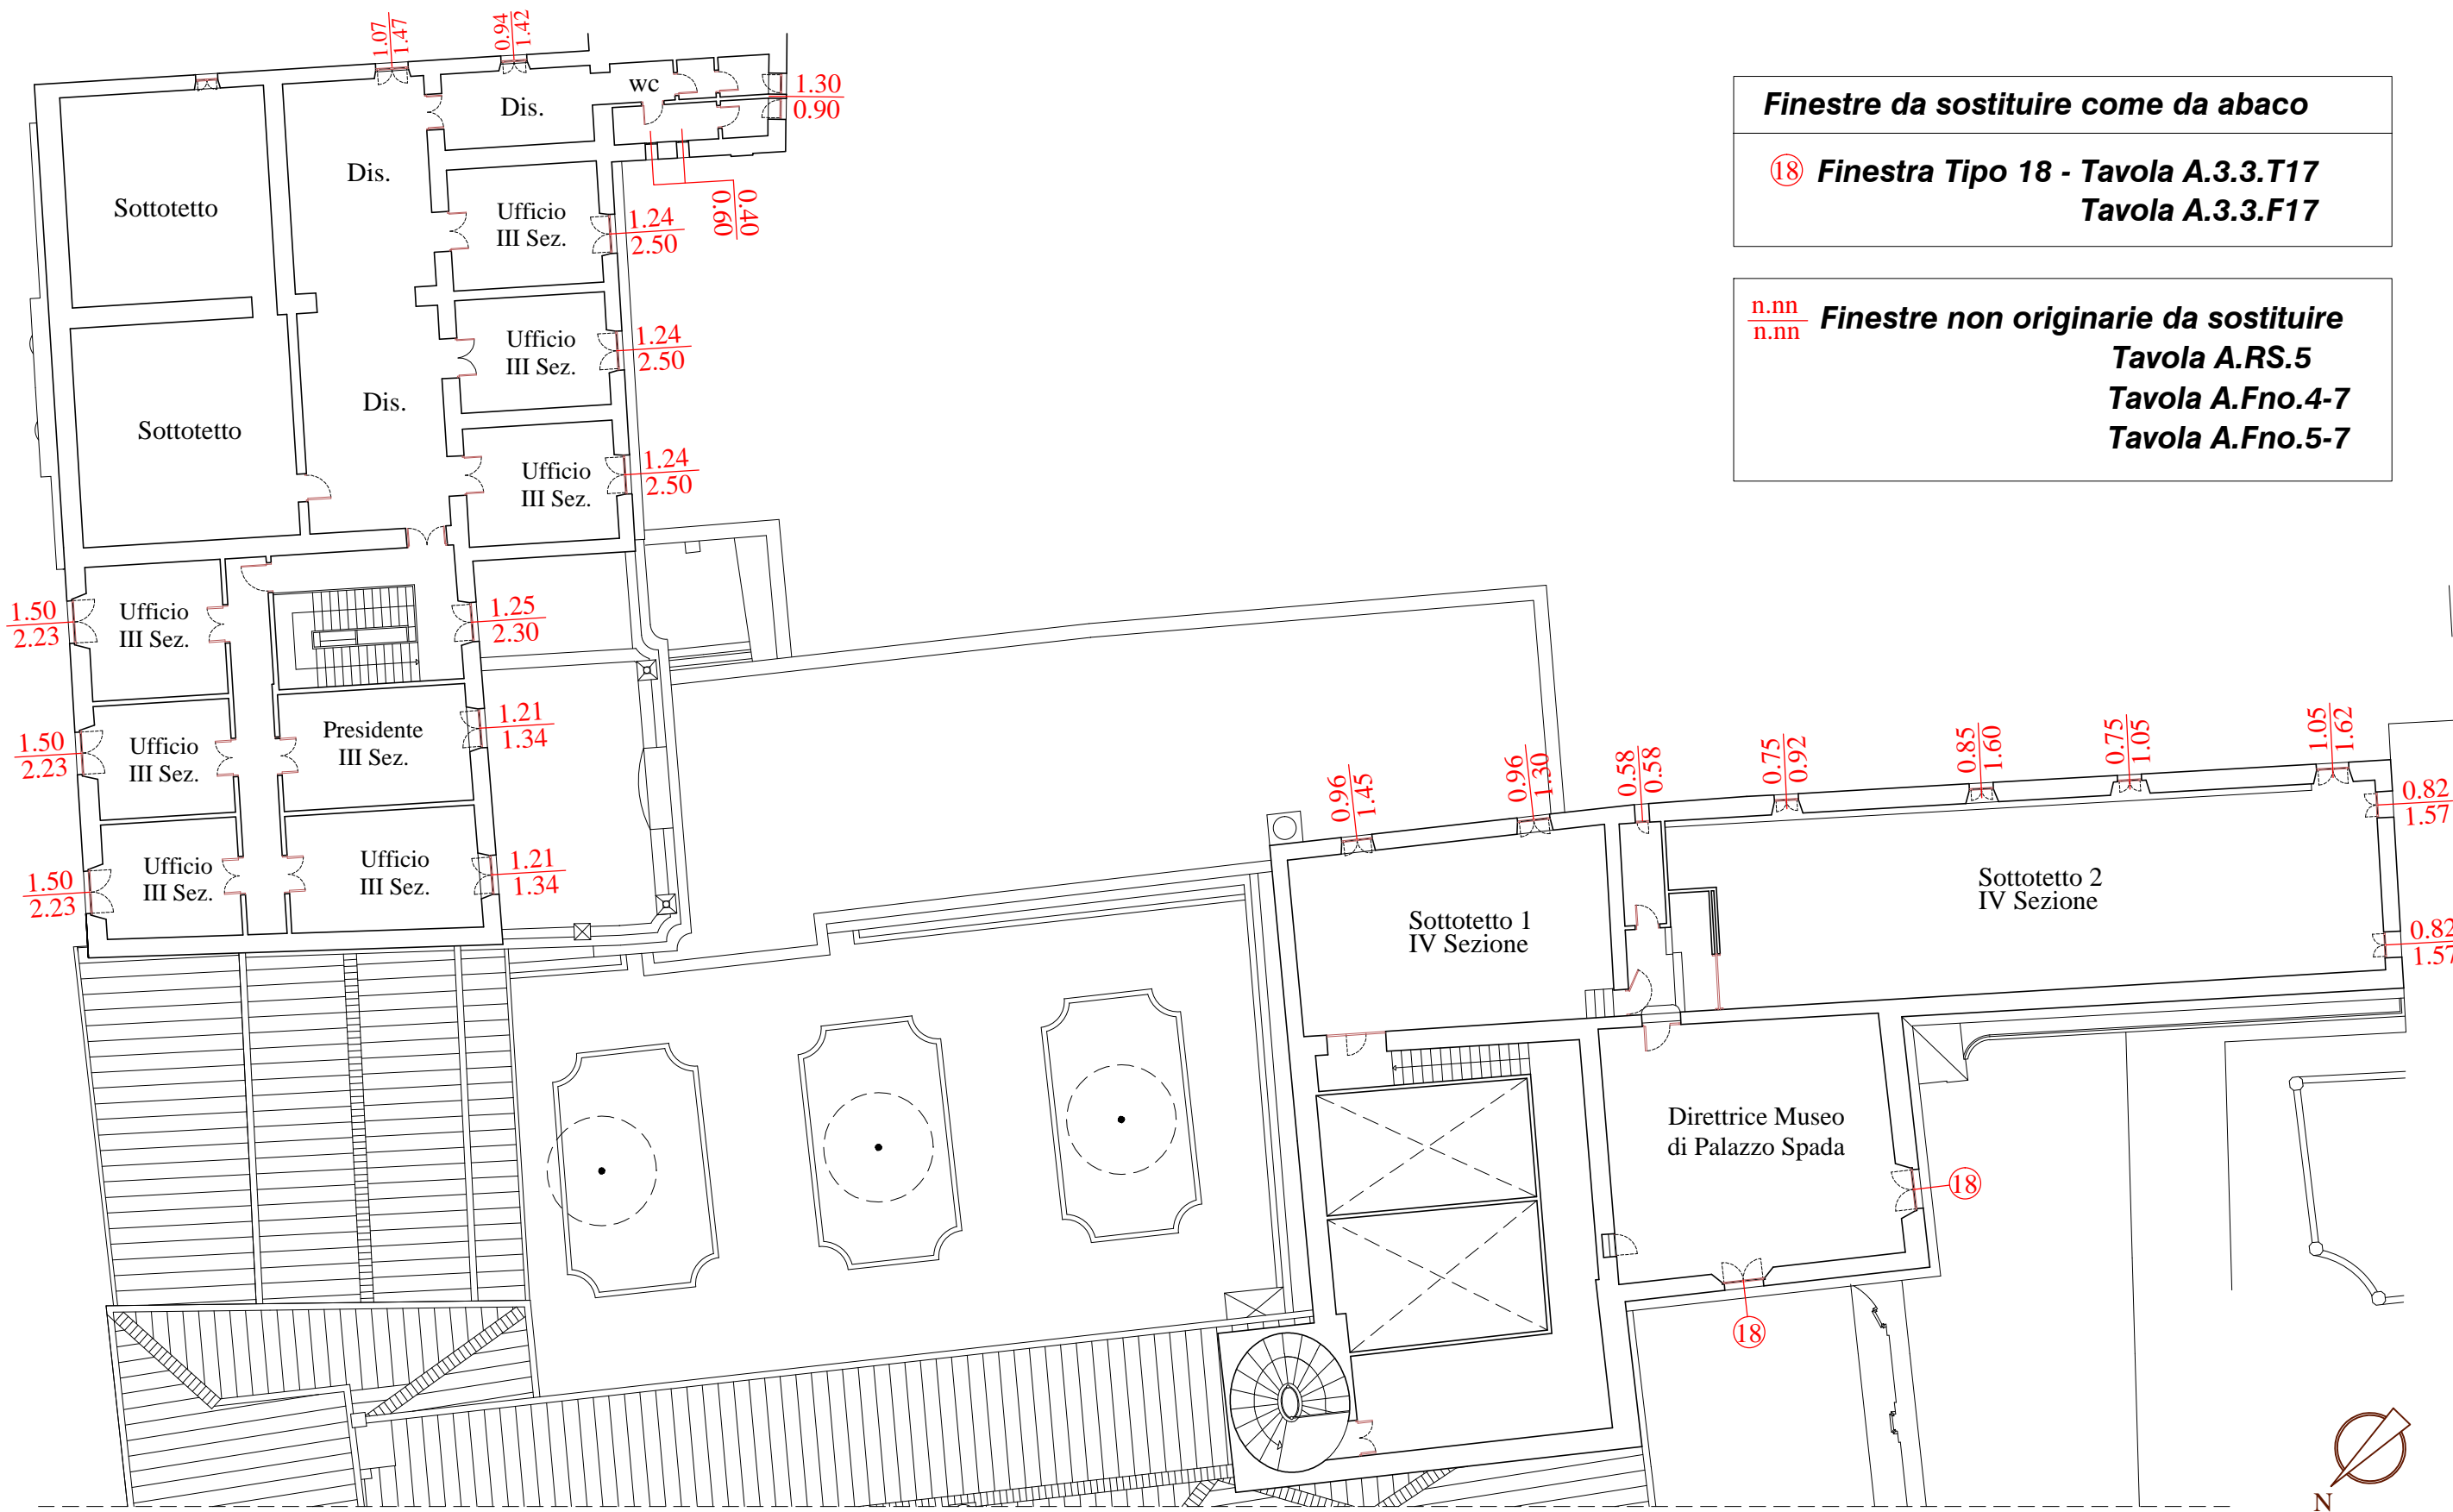 1.07
1.47
0.94
1.42
wc
1.30
0.90
Dis.
Dis.
Sottotetto
Ufficio
III Sez.
1.24
2.50
0.40
0.60
Ufficio
III Sez.
1.24
2.50
Dis.
Sottotetto
Ufficio
III Sez.
1.24
2.50
Finestre da sostituire come da abaco
18 Finestra Tipo 18 - Tavola A.3.3.T17
Tavola A.3.3.F17
n.nn
n.nn
Finestre non originarie da sostituire
Tavola A.RS.5
Tavola A.Fno.4-7
Tavola A.Fno.5-7
1.50
2.23
Ufficio
III Sez.
1.25
2.30
1.50
2.23
Ufficio
III Sez.
Presidente
III Sez.
1.21
1.34
1.50
2.23
Ufficio
III Sez.
Ufficio
III Sez.
1.21
1.34
0.96
1.45
0.96
1.30
0.58
0.58
0.75
0.92
0.85
1.60
0.75
1.05
1.05
1.62
0.82
1.57
Sottotetto 1
IV Sezione
Sottotetto 2
IV Sezione
0.82
1.57
Direttrice Museo
di Palazzo Spada
18
18
N